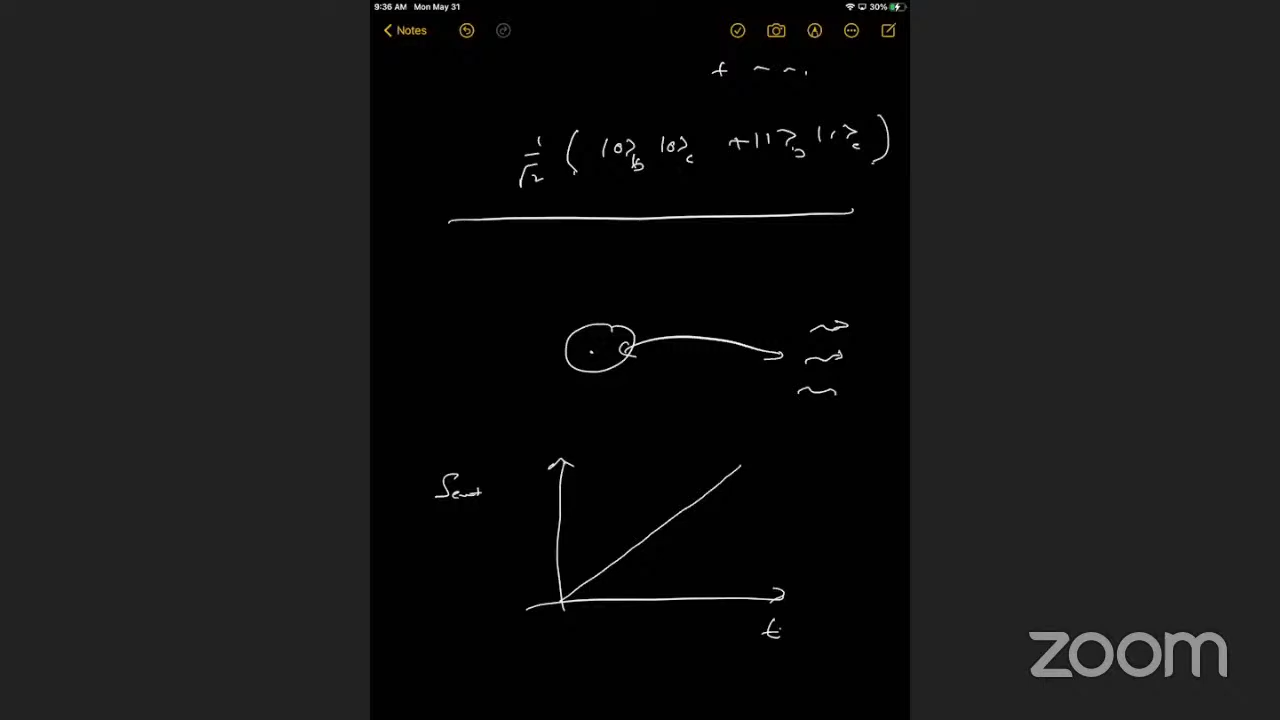 9:36 AM Mon May 31 30%
Notes
+ ~ ~ .
1/√2 ( |0⟩_B |0⟩_C + |1⟩_B |1⟩_C )
S_ent
t
zoom